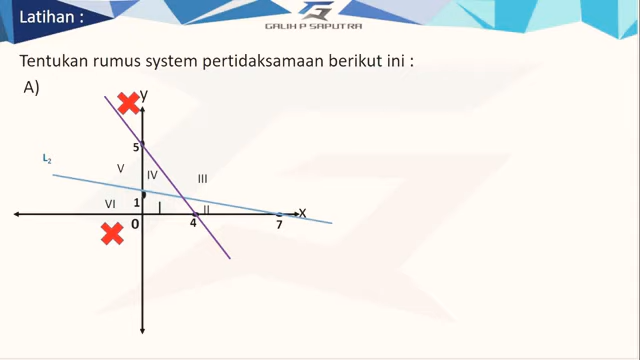 Latihan :
GALIH P SAPUTRA
Tentukan rumus system pertidaksamaan berikut ini :
A)
y
5
L2
V
IV
III
VI
1
I
II
X
0
4
7